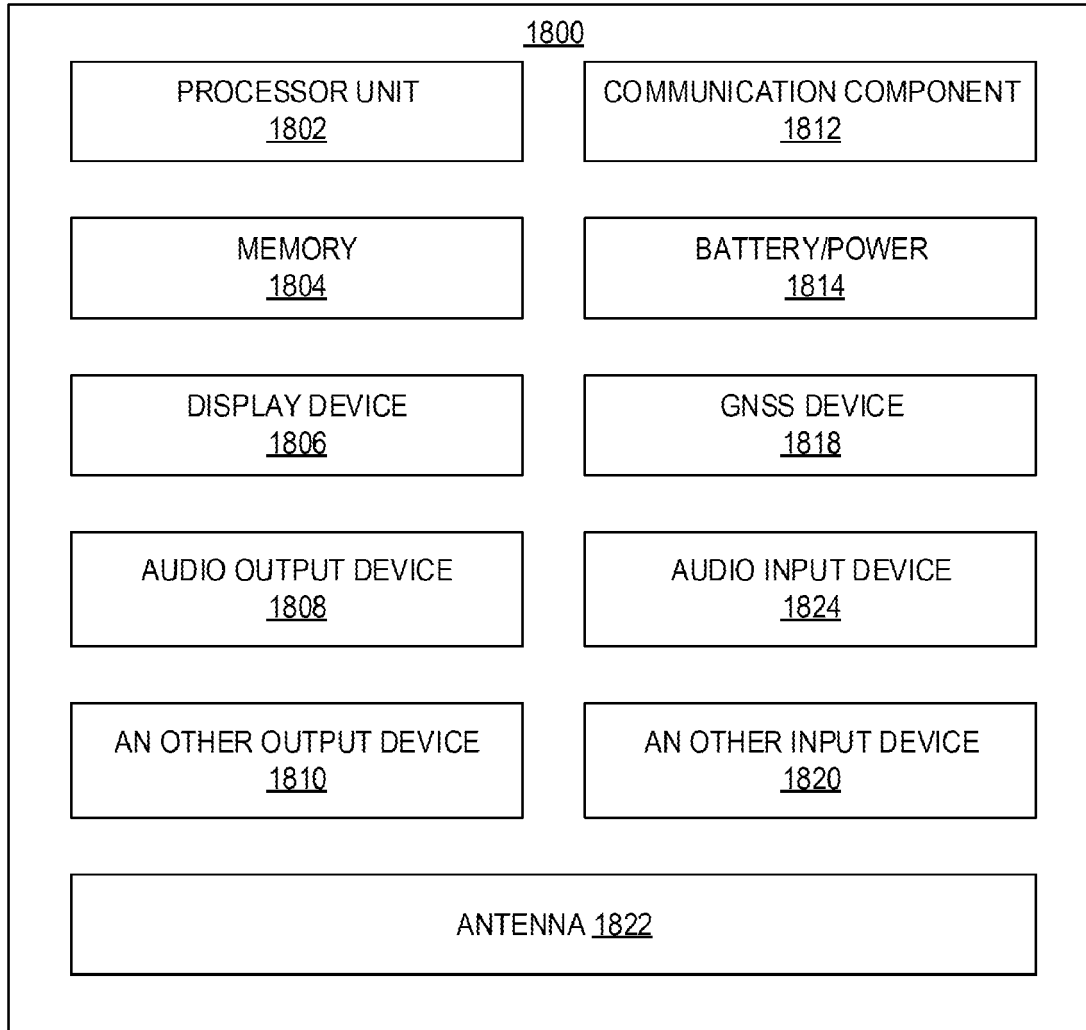 1800
PROCESSOR UNIT
1802
COMMUNICATION COMPONENT
1812
MEMORY
1804
BATTERY/POWER
1814
DISPLAY DEVICE
1806
GNSS DEVICE
1818
AUDIO OUTPUT DEVICE
1808
AUDIO INPUT DEVICE
1824
AN OTHER OUTPUT DEVICE
1810
AN OTHER INPUT DEVICE
1820
ANTENNA 1822